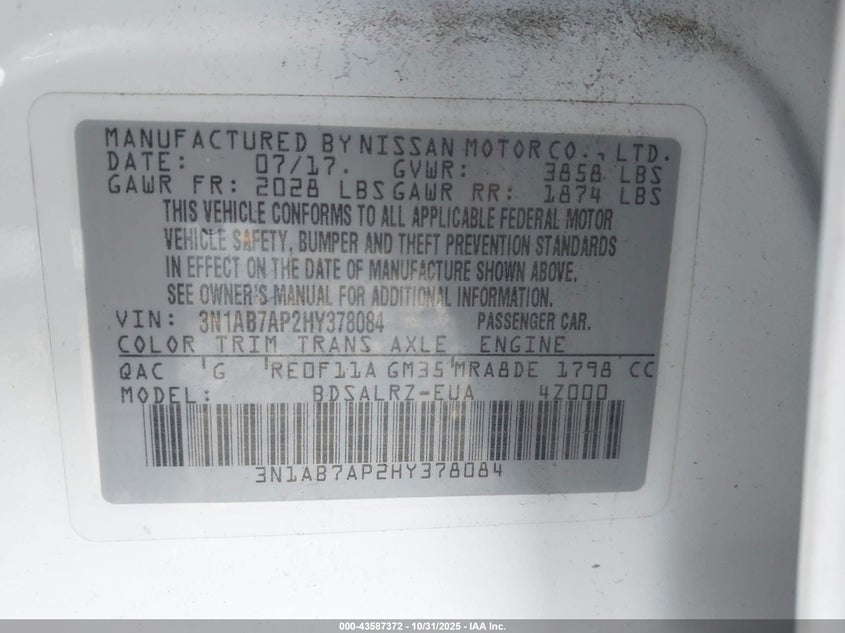 MANUFACTURED BY NISSAN MOTOR CO., LTD.
DATE: 07/17. GVWR: 3858 LBS
GAWR FR: 2028 LBS GAWR RR: 1874 LBS
THIS VEHICLE CONFORMS TO ALL APPLICABLE FEDERAL MOTOR
VEHICLE SAFETY, BUMPER AND THEFT PREVENTION STANDARDS
IN EFFECT ON THE DATE OF MANUFACTURE SHOWN ABOVE.
SEE OWNER'S MANUAL FOR ADDITIONAL INFORMATION.
VIN: 3N1AB7AP2HY378084 PASSENGER CAR.
COLOR TRIM TRANS AXLE ENGINE
QAC 'G 'RE0F11A GM35'MRA8DE 1798 CC
MODEL: BDSALRZ-EUA 4Z000
3N1AB7AP2HY378084
000-43587372 - 10/31/2025 - IAA Inc.